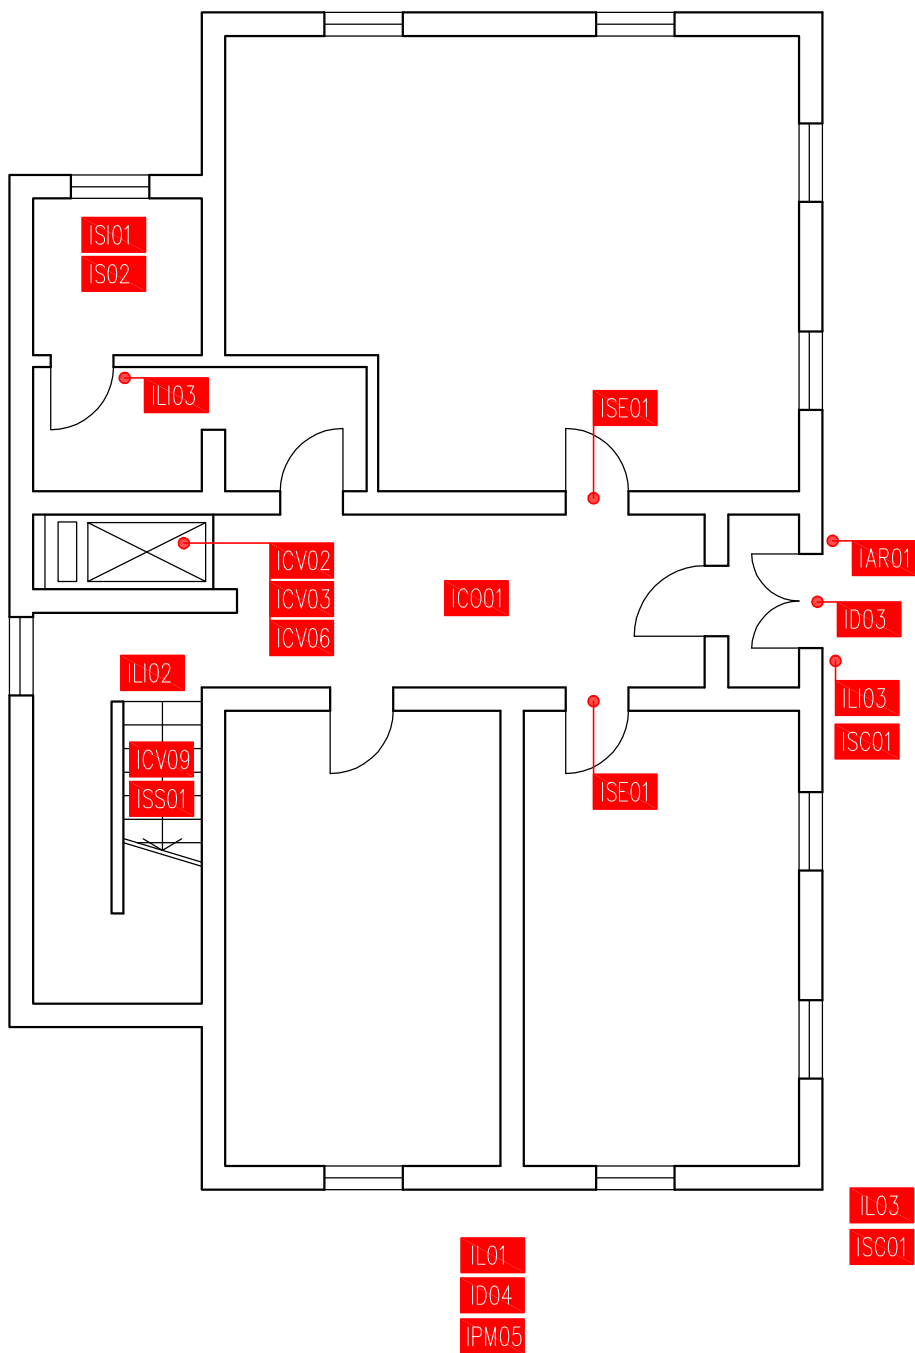 ISI01
IS02
ILI03
ISE01
ICV02
ICV03
ICV06
ICO01
IAR01
ID03
ILI02
ILI03
ISC01
ICV09
ISS01
ISE01
IL03
ISC01
IL01
ID04
IPM05